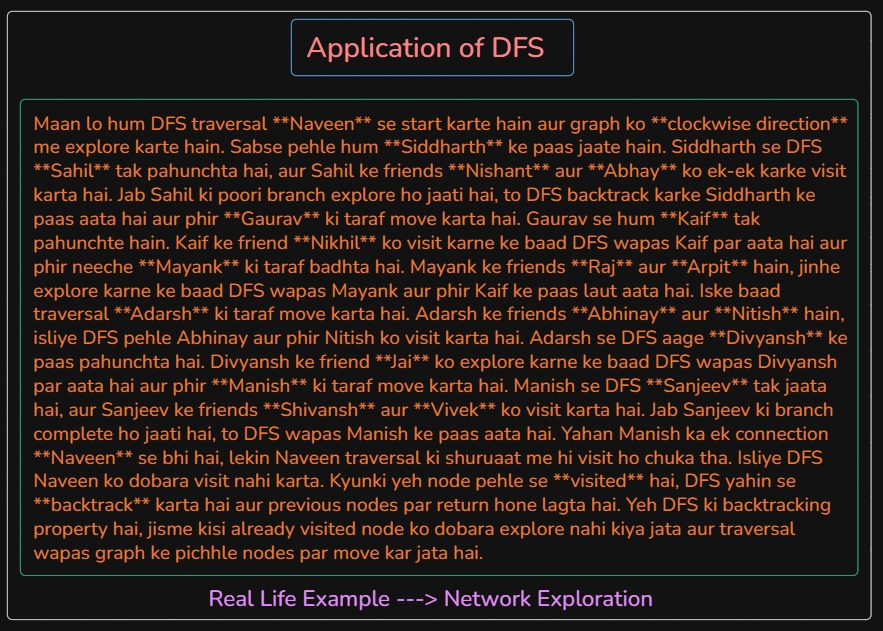 Application of DFS
Maan lo hum DFS traversal **Naveen** se start karte hain aur graph ko **clockwise direction**
me explore karte hain. Sabse pehle hum **Siddharth** ke paas jaate hain. Siddharth se DFS
**Sahil** tak pahunchta hai, aur Sahil ke friends **Nishant** aur **Abhay** ko ek-ek karke visit
karta hai. Jab Sahil ki poori branch explore ho jaati hai, to DFS backtrack karke Siddharth ke
paas aata hai aur phir **Gaurav** ki taraf move karta hai. Gaurav se hum **Kaif** tak
pahunchte hain. Kaif ke friend **Nikhil** ko visit karne ke baad DFS wapas Kaif par aata hai aur
phir neeche **Mayank** ki taraf badhta hai. Mayank ke friends **Raj** aur **Arpit** hain, jinhe
explore karne ke baad DFS wapas Mayank aur phir Kaif ke paas laut aata hai. Iske baad
traversal **Adarsh** ki taraf move karta hai. Adarsh ke friends **Abhinay** aur **Nitish** hain,
isliye DFS pehle Abhinay aur phir Nitish ko visit karta hai. Adarsh se DFS aage **Divyansh** ke
paas pahunchta hai. Divyansh ke friend **Jai** ko explore karne ke baad DFS wapas Divyansh
par aata hai aur phir **Manish** ki taraf move karta hai. Manish se DFS **Sanjeev** tak jaata
hai, aur Sanjeev ke friends **Shivansh** aur **Vivek** ko visit karta hai. Jab Sanjeev ki branch
complete ho jaati hai, to DFS wapas Manish ke paas aata hai. Yahan Manish ka ek connection
**Naveen** se bhi hai, lekin Naveen traversal ki shuruaat me hi visit ho chuka tha. Isliye DFS
Naveen ko dobara visit nahi karta. Kyunki yeh node pehle se **visited** hai, DFS yahin se
**backtrack** karta hai aur previous nodes par return hone lagta hai. Yeh DFS ki backtracking
property hai, jisme kisi already visited node ko dobara explore nahi kiya jata aur traversal
wapas graph ke pichhle nodes par move kar jata hai.
Real Life Example ---> Network Exploration